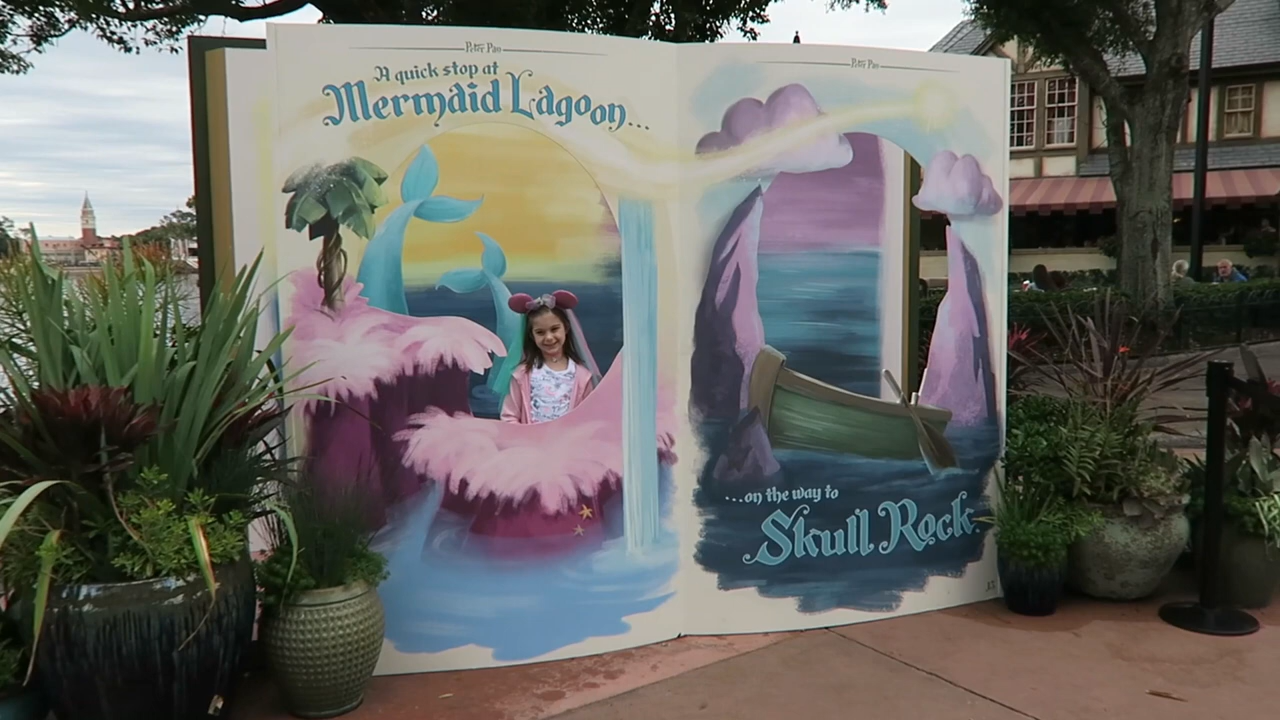 Peter Pan
A quick stop at
Mermaid Lagoon...
Peter Pan
...on the way to
Skull Rock.